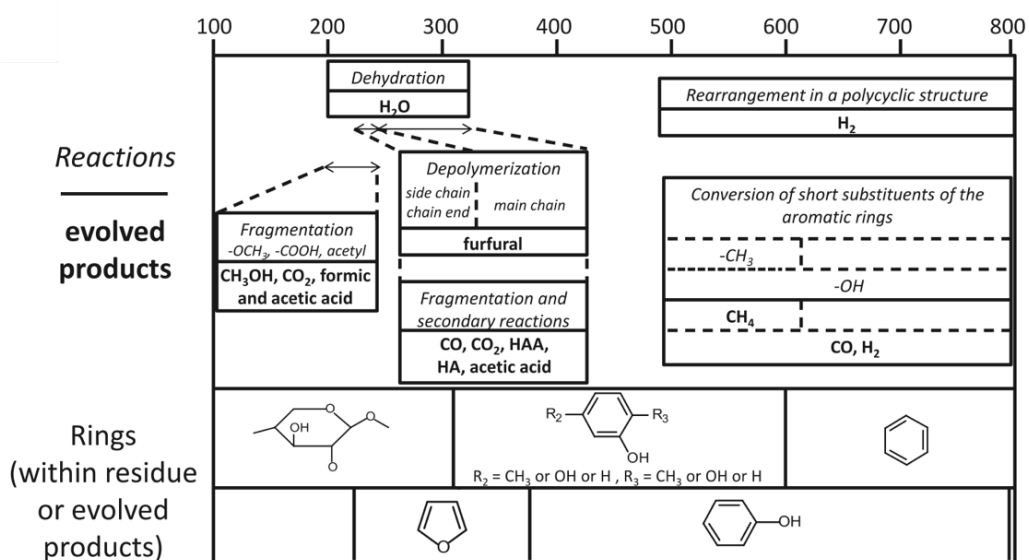 100 200 300 400 500 600 700 800
Dehydration
H₂O
Rearrangement in a polycyclic structure
H₂
Reactions
evolved
products
Depolymerization
side chain
chain end
main chain
furfural
Fragmentation
-OCH₃, -COOH, acetyl
CH₃OH, CO₂, formic
and acetic acid
Fragmentation and
secondary reactions
CO, CO₂, HAA,
HA, acetic acid
Conversion of short substituents of the
aromatic rings
-CH₃
-OH
CH₄
CO, H₂
Rings
(within residue
or evolved
products)
O
O
OH
O
R₂
R₃
OH
R₂ = CH₃ or OH or H , R₃ = CH₃ or OH or H
O
OH